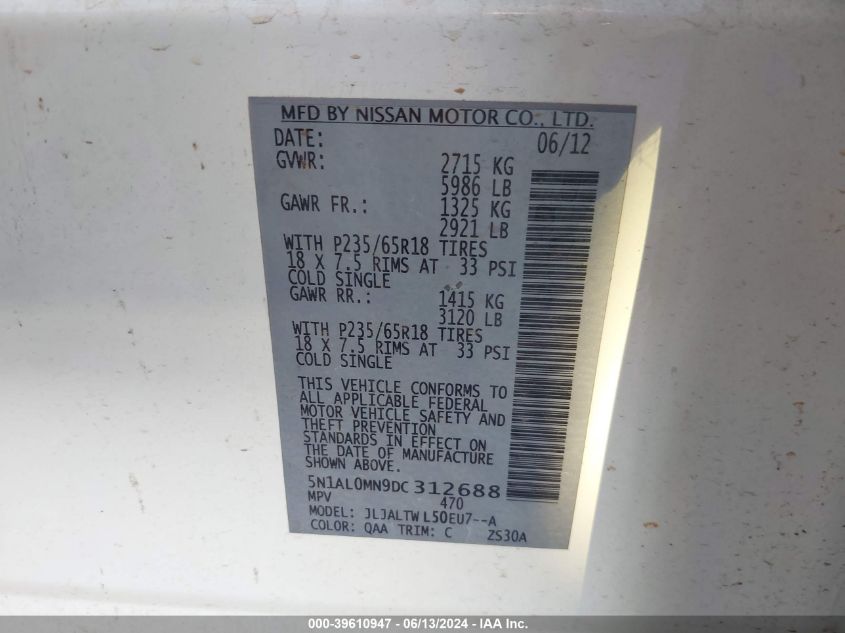 MFD BY NISSAN MOTOR CO., LTD.
DATE: 06/12
GVWR: 2715 KG
5986 LB
GAWR FR.: 1325 KG
2921 LB
WITH P235/65R18 TIRES
18 X 7.5 RIMS AT 33 PSI
COLD SINGLE
GAWR RR.: 1415 KG
3120 LB
WITH P235/65R18 TIRES
18 X 7.5 RIMS AT 33 PSI
COLD SINGLE
THIS VEHICLE CONFORMS TO
ALL APPLICABLE FEDERAL
MOTOR VEHICLE SAFETY AND
THEFT PREVENTION
STANDARDS IN EFFECT ON
THE DATE OF MANUFACTURE
SHOWN ABOVE.
5N1AL0MN9DC 312688
MPV 470
MODEL: JLJALTW L50EU7--A
COLOR: QAA TRIM: C ZS30A
000-39610947 - 06/13/2024 - IAA Inc.